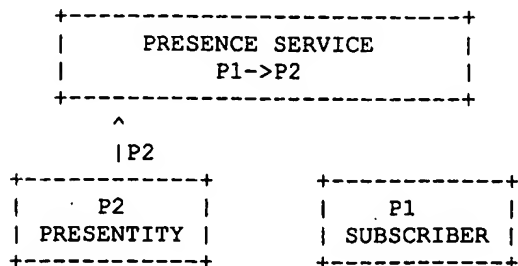 PRESENCE SERVICE
P1->P2
^
|P2
P2 P1
PRESENTITY SUBSCRIBER